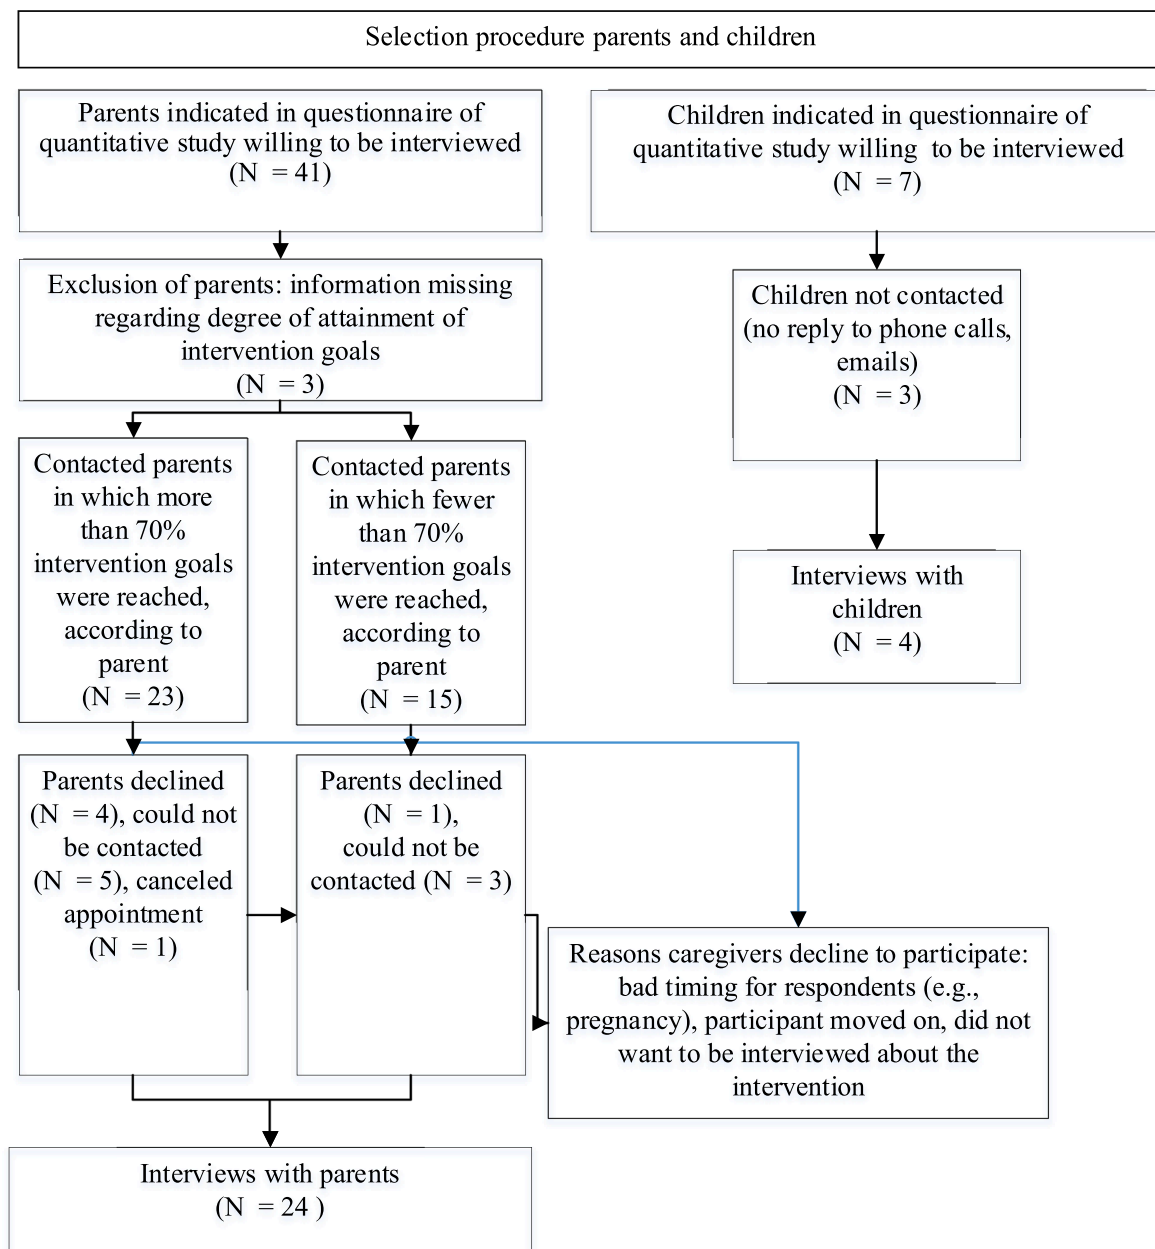 Selection procedure parents and children
Parents indicated in questionnaire of
quantitative study willing to be interviewed
(N = 41)
Children indicated in questionnaire of
quantitative study willing to be interviewed
(N = 7)
Exclusion of parents: information missing
regarding degree of attainment of
intervention goals
(N = 3)
Children not contacted
(no reply to phone calls,
emails)
(N = 3)
Contacted parents
in which more
than 70%
intervention goals
were reached,
according to
parent
(N = 23)
Contacted parents
in which fewer
than 70%
intervention goals
were reached,
according to
parent
(N = 15)
Interviews with
children
(N = 4)
Parents declined
(N = 4), could not
be contacted
(N = 5), canceled
appointment
(N = 1)
Parents declined
(N = 1),
could not be
contacted (N = 3)
Reasons caregivers decline to participate:
bad timing for respondents (e.g.,
pregnancy), participant moved on, did not
want to be interviewed about the
intervention
Interviews with parents
(N = 24 )